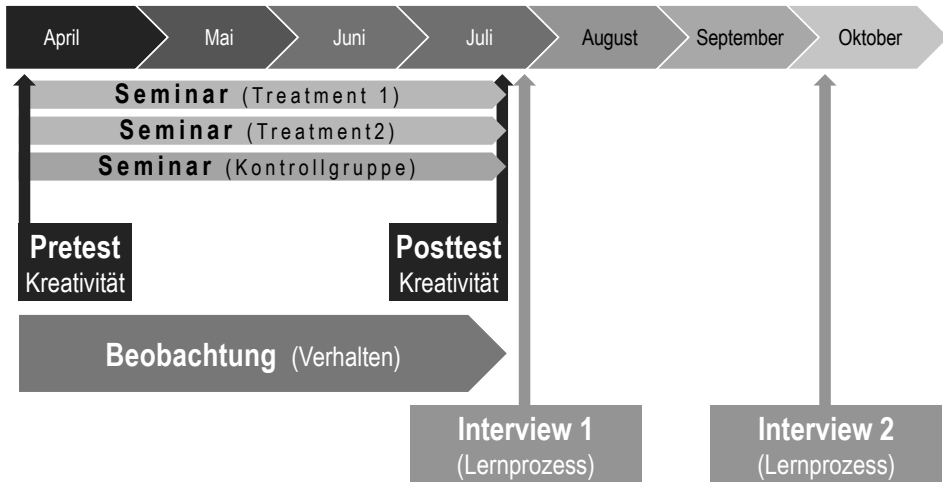 April Mai Juni Juli August September Oktober
Seminar (Treatment 1)
Seminar (Treatment2)
Seminar (Kontrollgruppe)
Pretest
Kreativität
Posttest
Kreativität
Beobachtung (Verhalten)
Interview 1
(Lernprozess)
Interview 2
(Lernprozess)